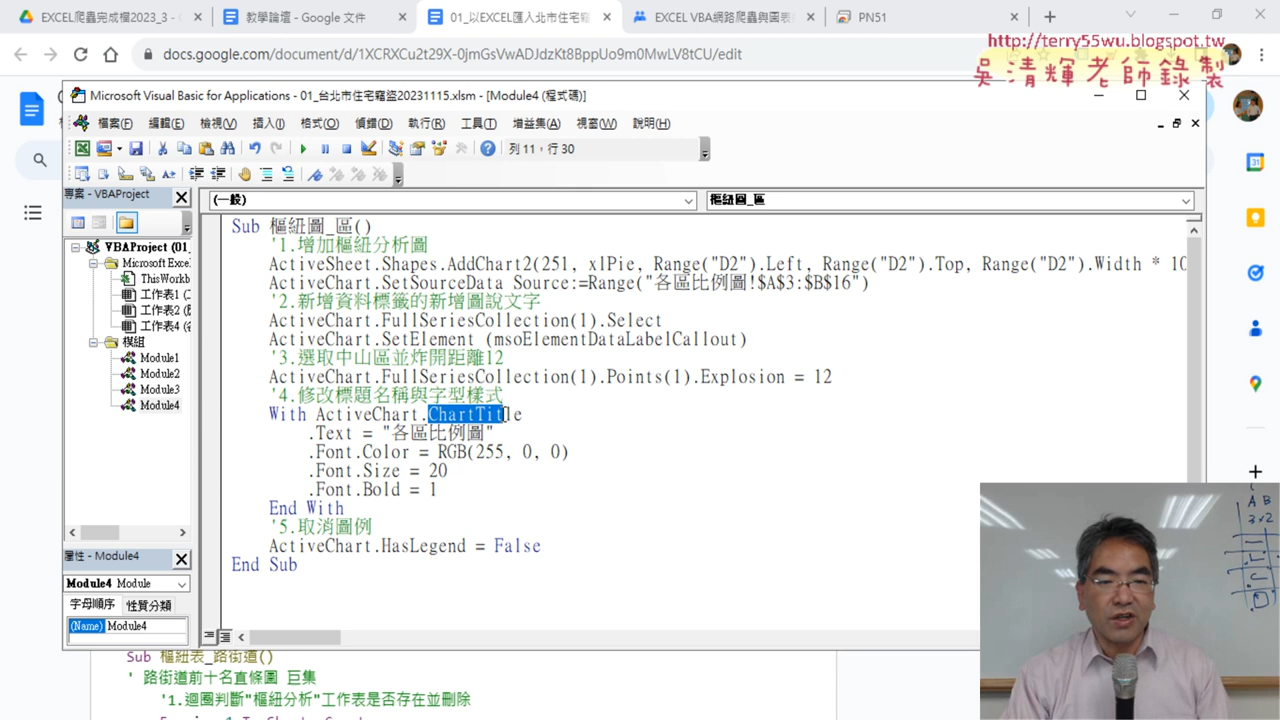 EXCEL爬蟲完成檔2023_3 -
教學論壇 - Google 文件
01_以EXCEL匯入北市住宅竊
EXCEL VBA網路爬蟲與圖表
PN51
docs.google.com/document/d/1XCRXCu2t29X-0jmGsVwADJdzKt8BppUo9m0MwLV8tCU/edit
http://terry55wu.blogspot.tw
吳清輝老師錄製
Microsoft Visual Basic for Applications - 01_台北市住宅竊盜20231115.xlsm - [Module4 (程式碼)]
檔案(F) 編輯(E) 檢視(V) 插入(I) 格式(O) 偵錯(D) 執行(R) 工具(T) 增益集(A) 視窗(W) 說明(H)
列 11，行 30
專案 - VBAProject
(一般)
樞紐圖_區
VBAProject (01_
Microsoft Exce
ThisWorkb
工作表1 (工
工作表2 (
工作表4 (各
模組
Module1
Module2
Module3
Module4
屬性 - Module4
Module4 Module
字母順序 性質分類
(Name) Module4
Sub 樞紐圖_區()
'1.增加樞紐分析圖
ActiveSheet.Shapes.AddChart2(251, xlPie, Range("D2").Left, Range("D2").Top, Range("D2").Width * 10
ActiveChart.SetSourceData Source:=Range("各區比例圖!$A$3:$B$16")
'2.新增資料標籤的新增圖說文字
ActiveChart.FullSeriesCollection(1).Select
ActiveChart.SetElement (msoElementDataLabelCallout)
'3.選取中山區並炸開距離12
ActiveChart.FullSeriesCollection(1).Points(1).Explosion = 12
'4.修改標題名稱與字型樣式
With ActiveChart.ChartTitle
.Text = "各區比例圖"
.Font.Color = RGB(255, 0, 0)
.Font.Size = 20
.Font.Bold = 1
End With
'5.取消圖例
ActiveChart.HasLegend = False
End Sub
Sub 樞紐表_路街道()
' 路街道前十名直條圖 巨集
'1.迴圈判斷"樞紐分析"工作表是否存在並刪除
A B
3×2